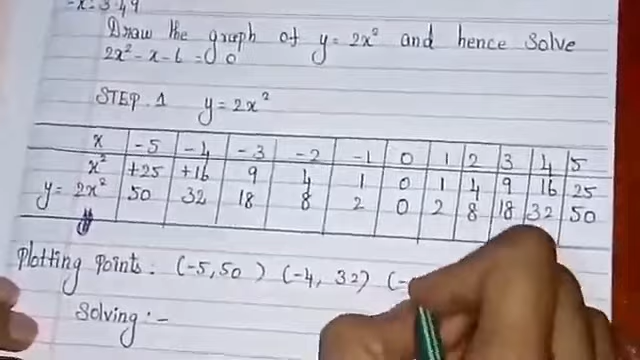 -x = 3.49
Draw the graph of y = 2x² and hence solve
2x² - x - 6 = 0
STEP. 1 y = 2x²
x -5 -4 -3 -2 -1 0 1 2 3 4 5
x² +25 +16 9 4 1 0 1 4 9 16 25
y = 2x² 50 32 18 8 2 0 2 8 18 32 50
Plotting Points : (-5, 50) (-4, 32) (-
Solving :-